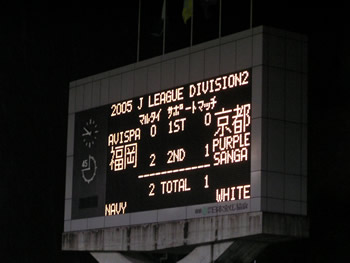 2005 J LEAGUE DIVISION2
マルタイ サポートマッチ
AVISPA 0 1ST 0 京都
福岡 PURPLE
2 2ND 1 SANGA
2 TOTAL 1
NAVY WHITE
45